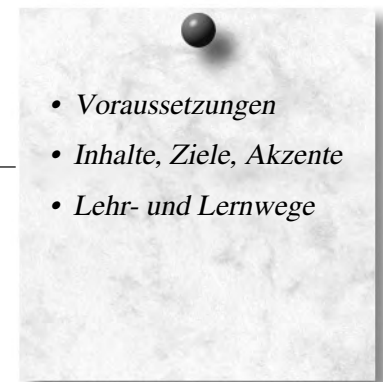 • Voraussetzungen
• Inhalte, Ziele, Akzente
• Lehr- und Lernwege